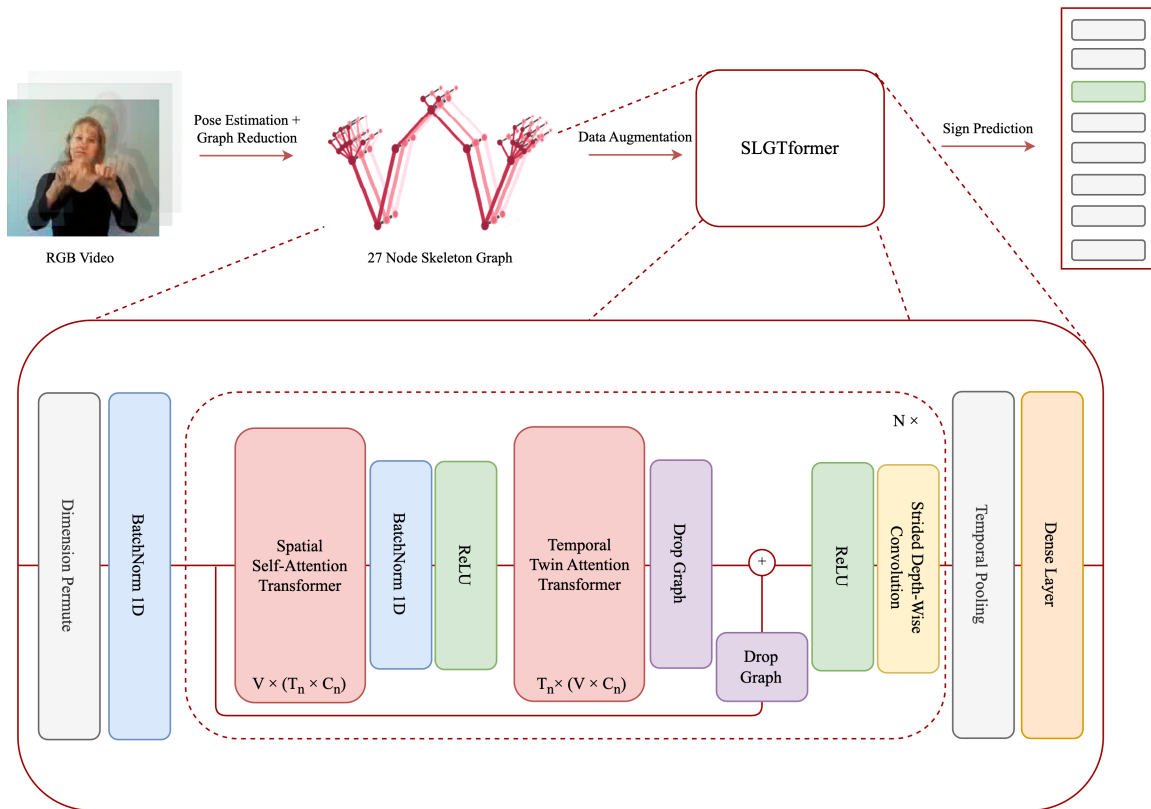 Pose Estimation +
Graph Reduction
Data Augmentation
SLGTformer
Sign Prediction
RGB Video
27 Node Skeleton Graph
N ×
Dimension Permute
BatchNorm 1D
Spatial
Self-Attention
Transformer
V × (Tn × Cn)
BatchNorm 1D
ReLU
Temporal
Twin Attention
Transformer
Tn× (V × Cn)
Drop Graph
+
Drop
Graph
ReLU
Strided Depth-Wise
Convolution
Temporal Pooling
Dense Layer